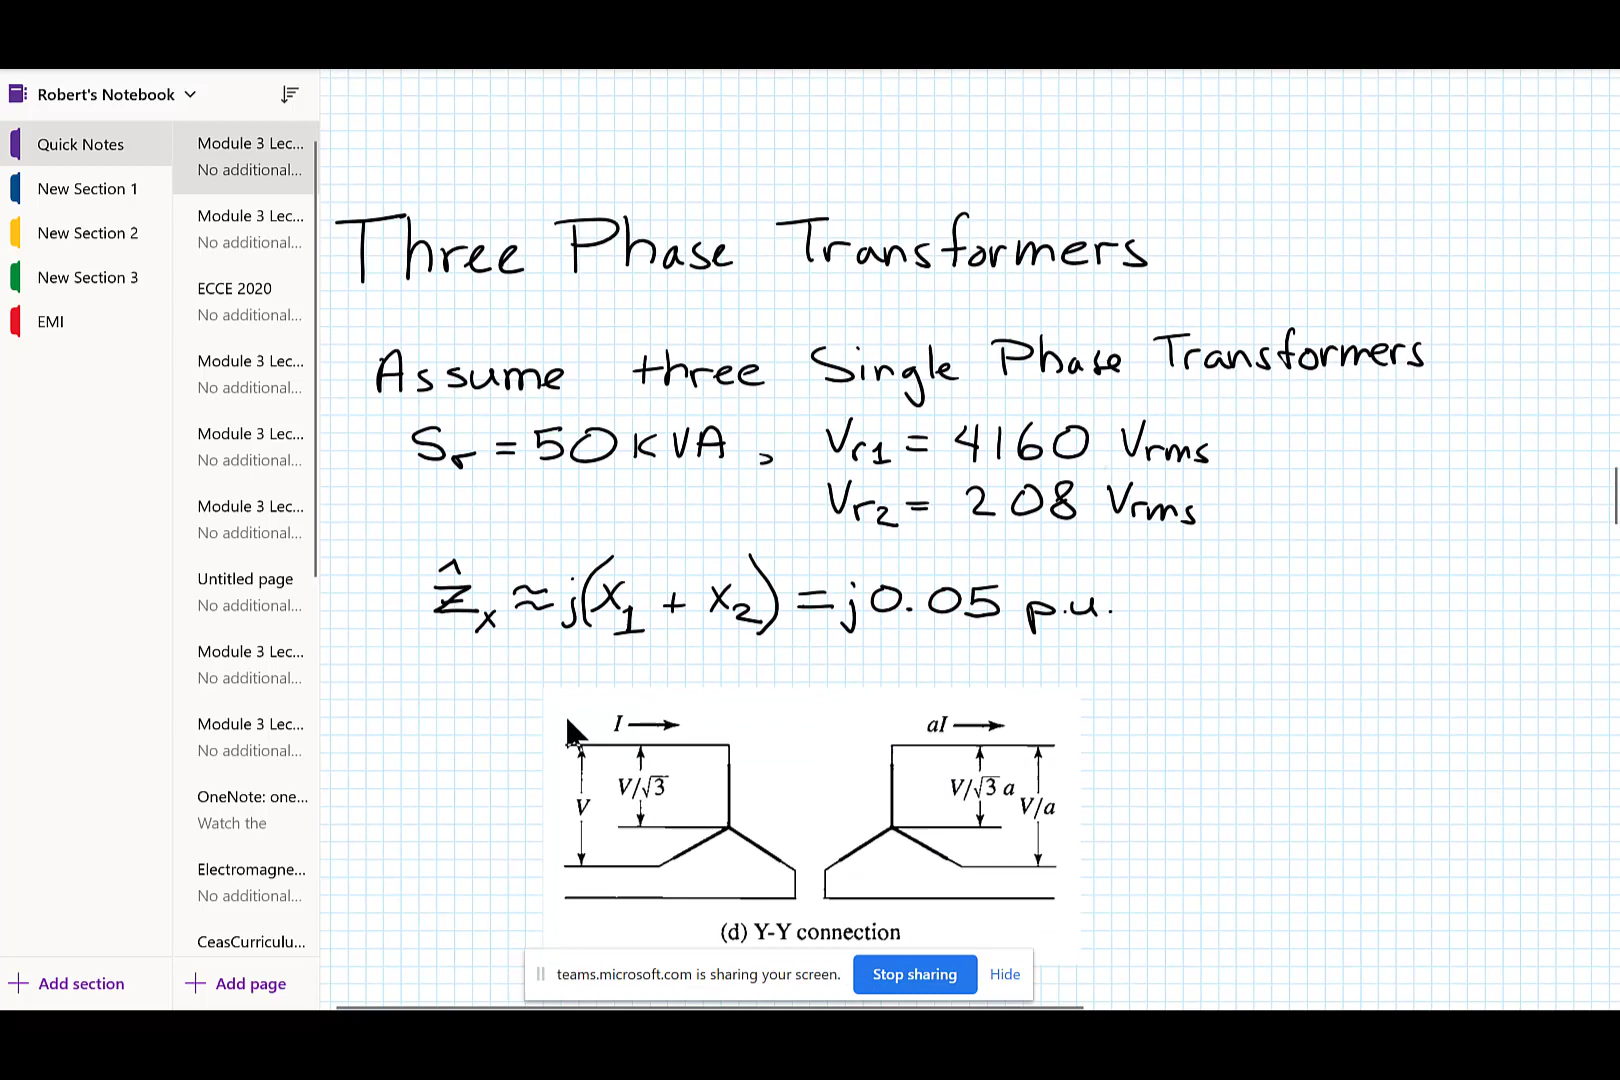 Robert's Notebook
Quick Notes
New Section 1
New Section 2
New Section 3
EMI
Add section
Module 3 Lec...
No additional...
Module 3 Lec...
No additional...
ECCE 2020
No additional...
Module 3 Lec...
No additional...
Module 3 Lec...
No additional...
Module 3 Lec...
No additional...
Untitled page
No additional...
Module 3 Lec...
No additional...
Module 3 Lec...
No additional...
OneNote: one...
Watch the
Electromagne...
No additional...
CeasCurriculu...
Add page
Three Phase Transformers
Assume three Single Phase Transformers
Sr = 50 KVA, Vr1 = 4160 Vrms
Vr2 = 208 Vrms
Ẑx ≈ j(X1 + X2) = j0.05 p.u.
I aI
V/√3 V/√3 a
V V/a
(d) Y-Y connection
teams.microsoft.com is sharing your screen. Stop sharing Hide